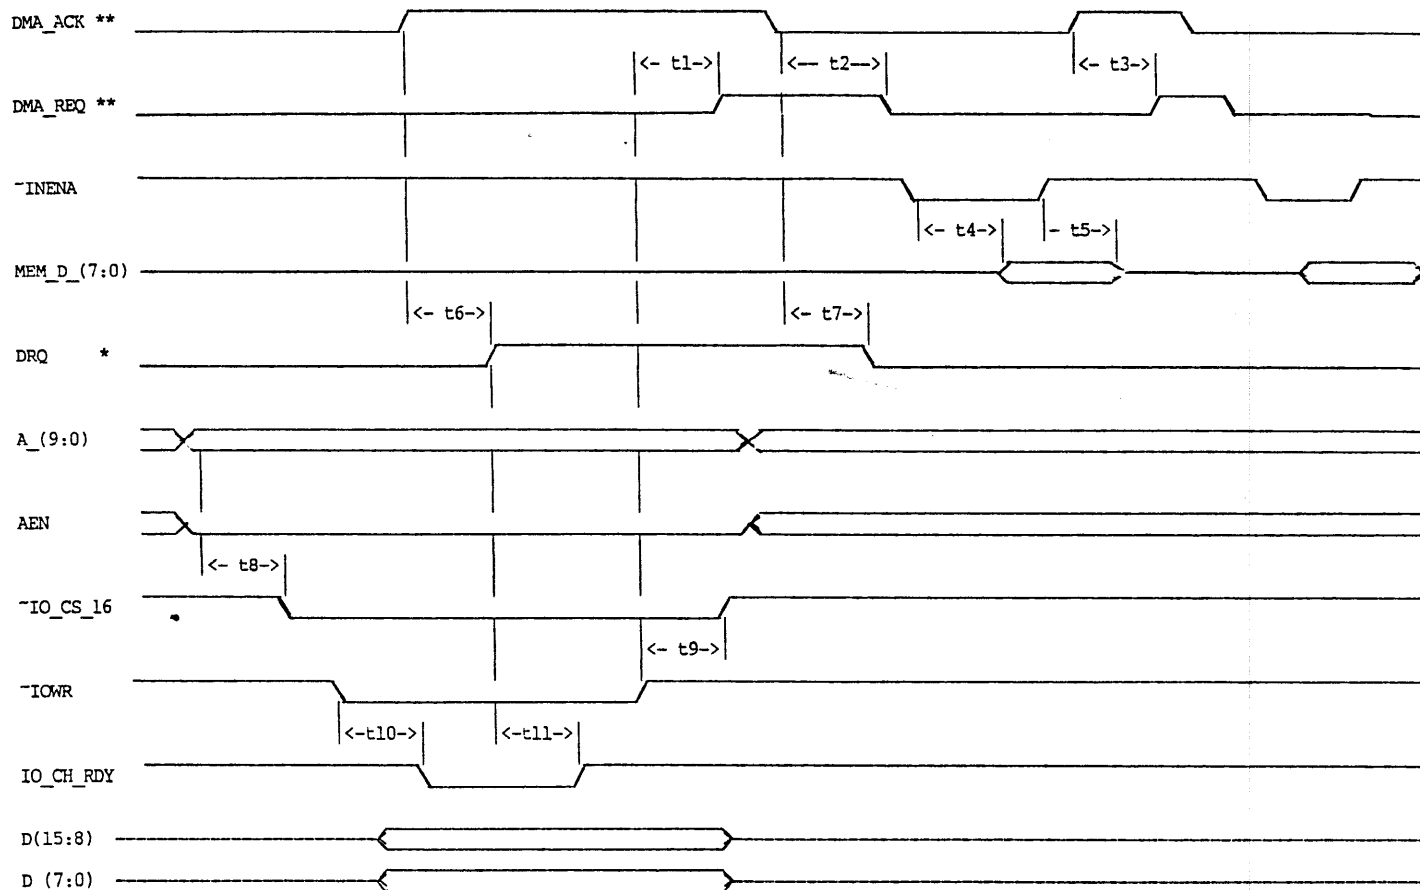 DMA_ACK **
<- t1-> <-- t2--> <- t3->
DMA_REQ **
~INENA
<- t4-> - t5->
MEM_D_(7:0)
<- t6-> <- t7->
DRQ *
A_(9:0)
AEN
<- t8->
~IO_CS_16
<- t9->
~IOWR
<-t10-> <-t11->
IO_CH_RDY
D(15:8)
D (7:0)